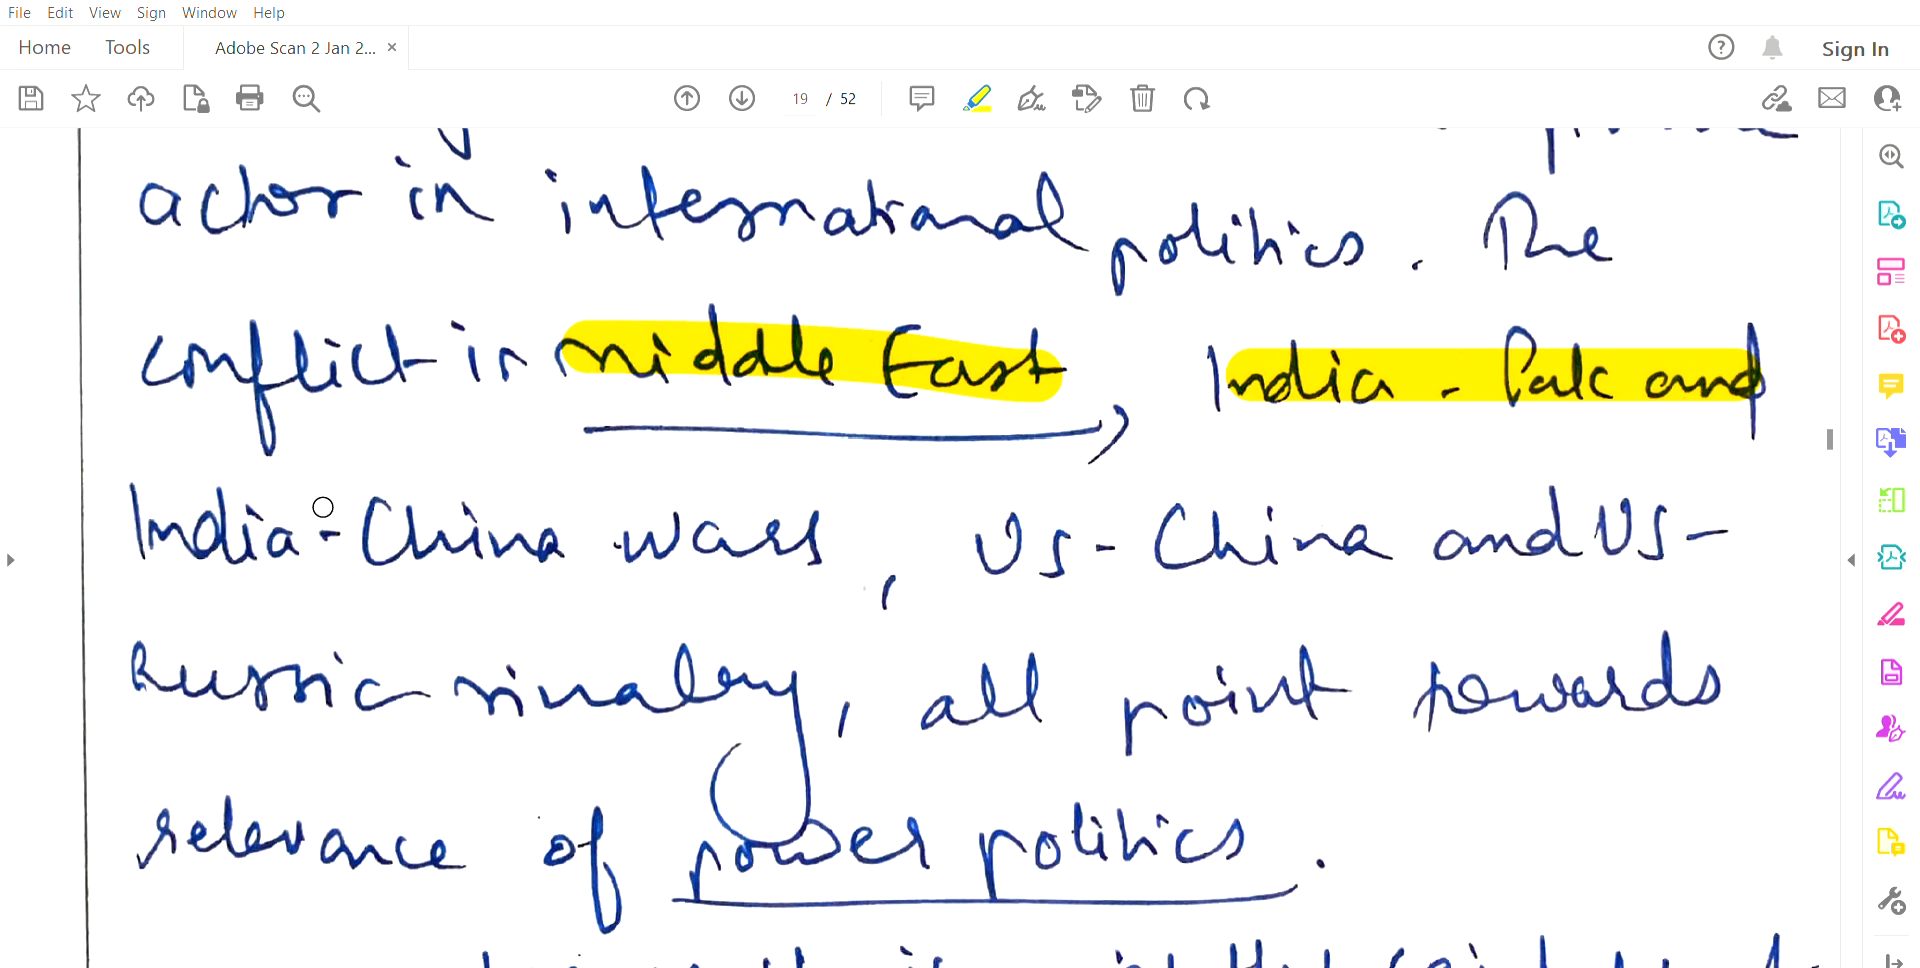 File Edit View Sign Window Help
Home Tools Adobe Scan 2 Jan 2... × ? Sign In
19 / 52
actor in international politics. The
conflict in middle East, India - Pak and
India - China wars, US - China and US -
Russia rivalry, all point towards
relevance of power politics.